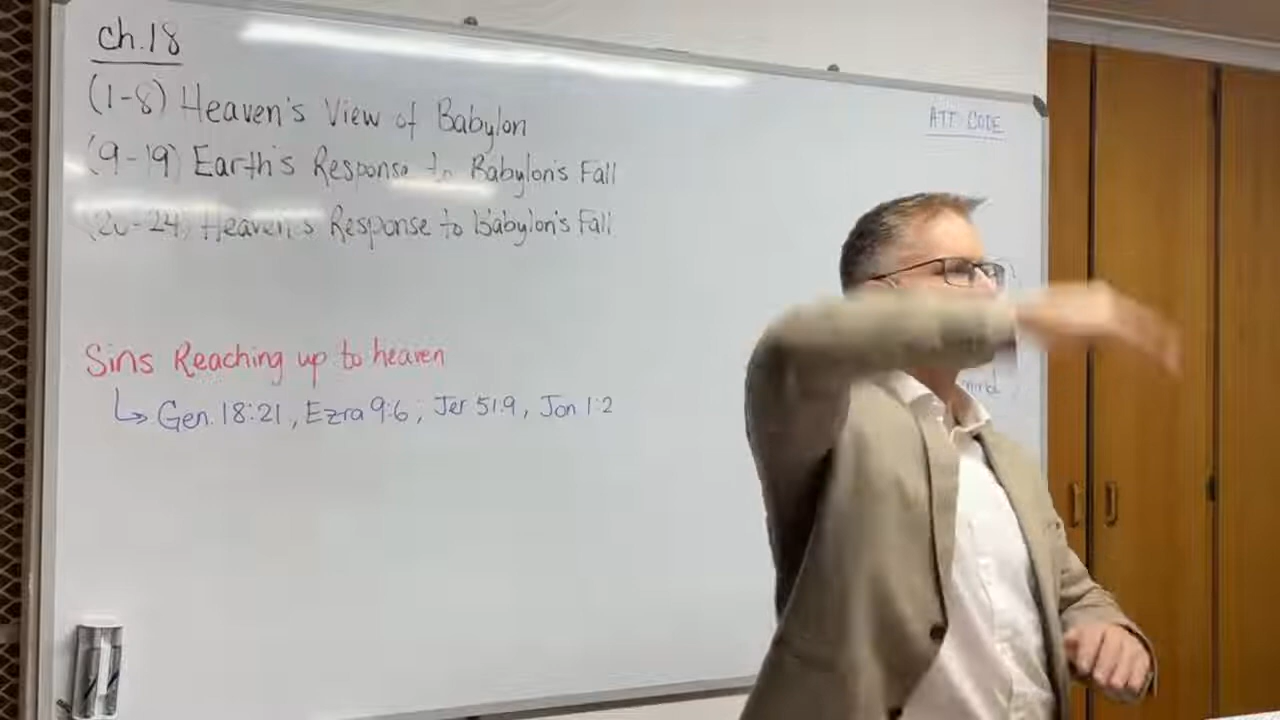 ch.18
(1-8) Heaven's View of Babylon
(9-19) Earth's Response to Babylon's Fall
(20-24) Heaven's Response to Babylon's Fall
Sins Reaching up to heaven
↳ Gen. 18:21, Ezra 9:6, Jer 51:9, Jon 1:2
ATT CODE